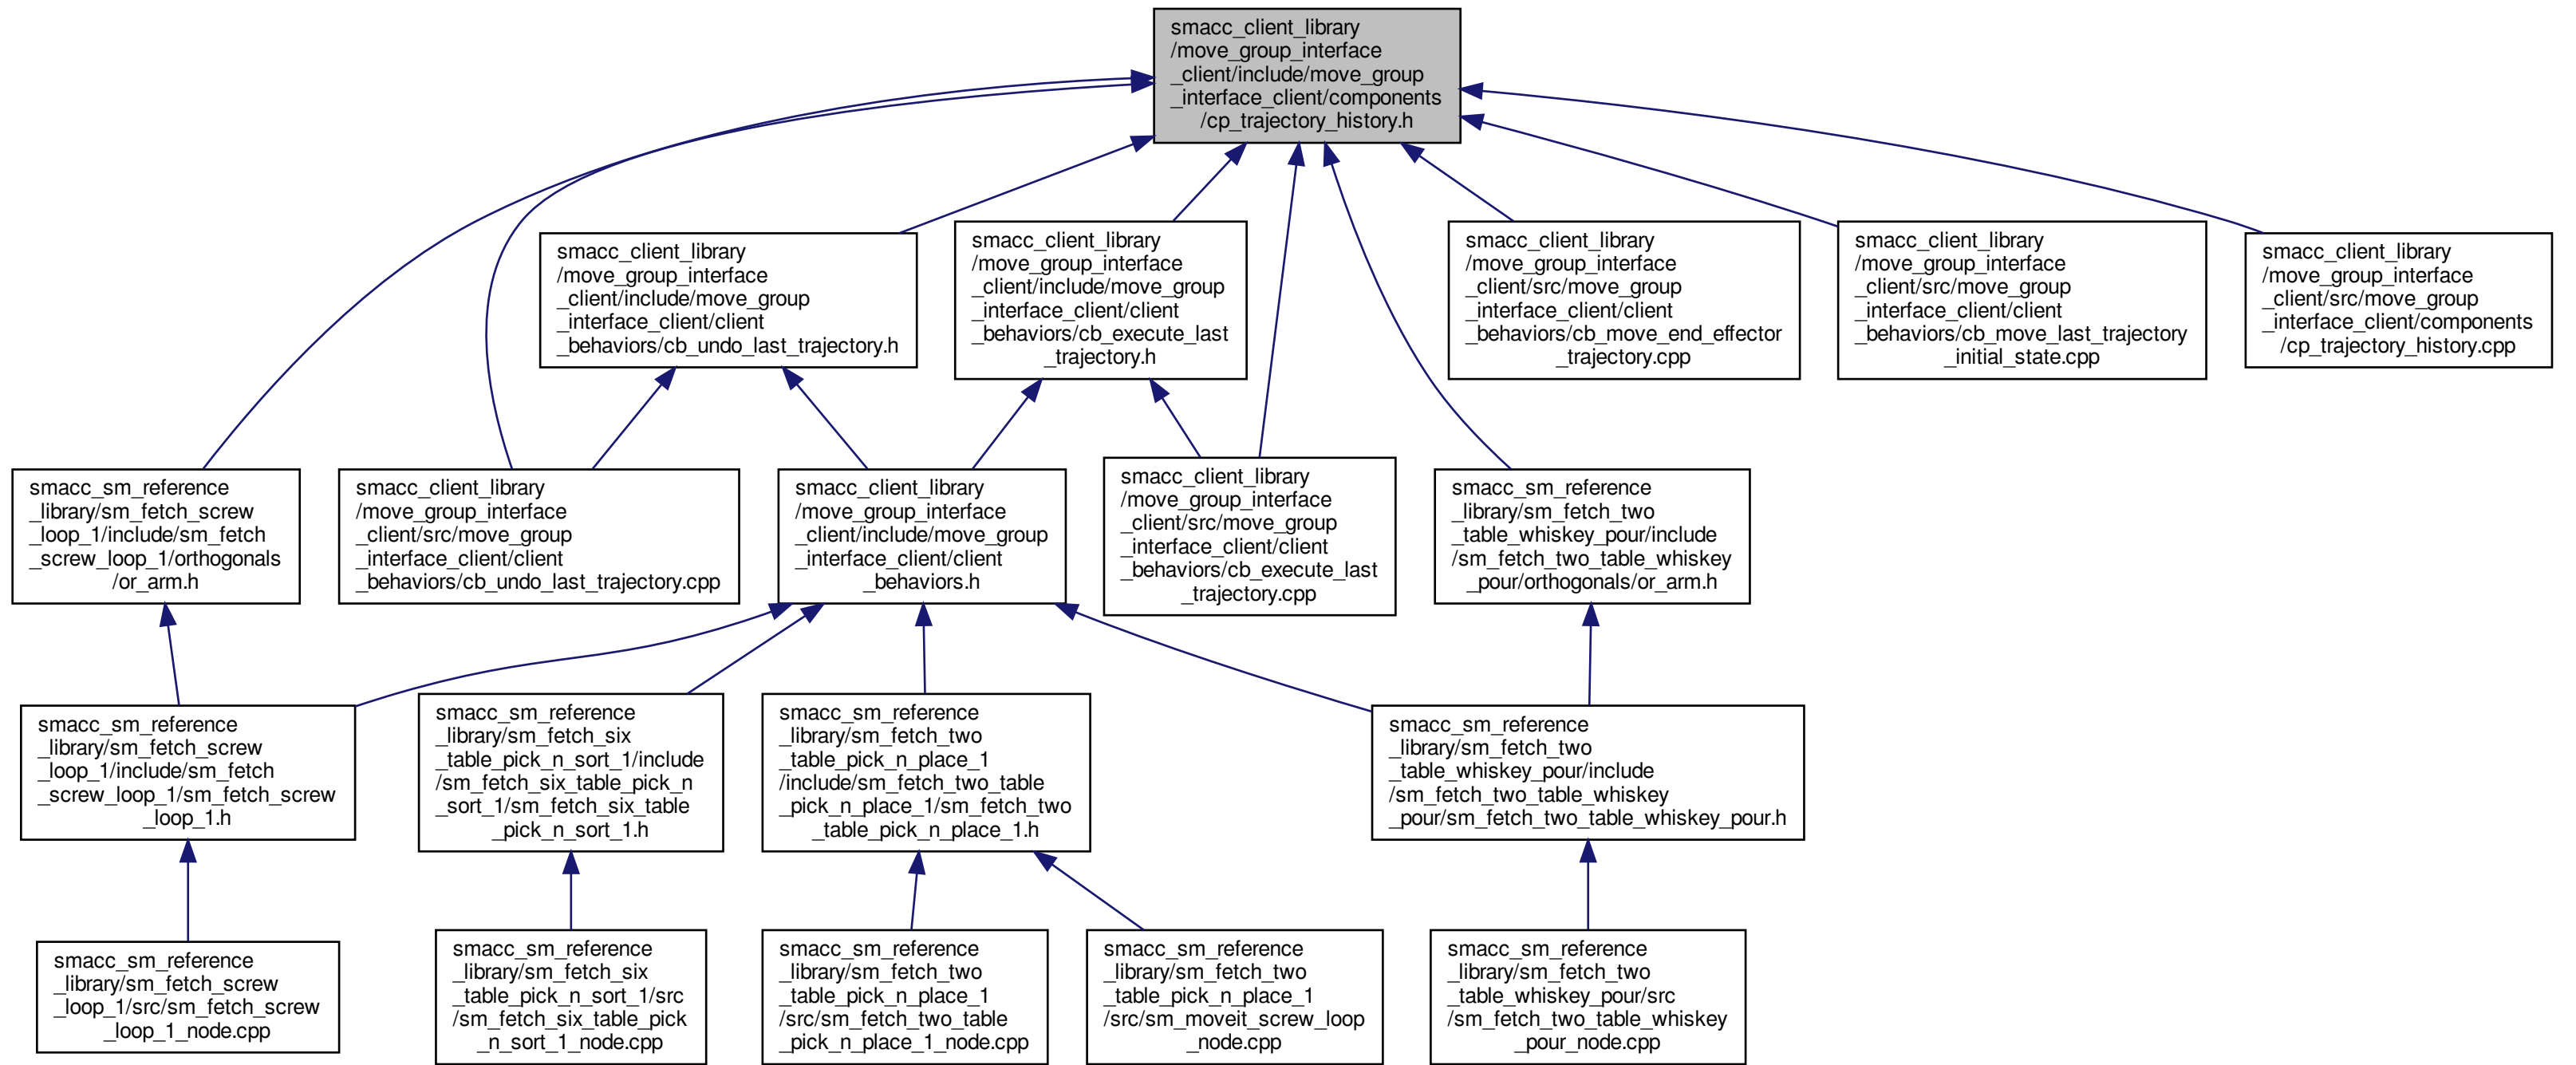 smacc_client_library
/move_group_interface
_client/include/move_group
_interface_client/components
/cp_trajectory_history.h
smacc_client_library
/move_group_interface
_client/include/move_group
_interface_client/client
_behaviors/cb_undo_last_trajectory.h
smacc_client_library
/move_group_interface
_client/include/move_group
_interface_client/client
_behaviors/cb_execute_last
_trajectory.h
smacc_client_library
/move_group_interface
_client/src/move_group
_interface_client/client
_behaviors/cb_move_end_effector
_trajectory.cpp
smacc_client_library
/move_group_interface
_client/src/move_group
_interface_client/client
_behaviors/cb_move_last_trajectory
_initial_state.cpp
smacc_client_library
/move_group_interface
_client/src/move_group
_interface_client/components
/cp_trajectory_history.cpp
smacc_sm_reference
_library/sm_fetch_screw
_loop_1/include/sm_fetch
_screw_loop_1/orthogonals
/or_arm.h
smacc_client_library
/move_group_interface
_client/src/move_group
_interface_client/client
_behaviors/cb_undo_last_trajectory.cpp
smacc_client_library
/move_group_interface
_client/include/move_group
_interface_client/client
_behaviors.h
smacc_client_library
/move_group_interface
_client/src/move_group
_interface_client/client
_behaviors/cb_execute_last
_trajectory.cpp
smacc_sm_reference
_library/sm_fetch_two
_table_whiskey_pour/include
/sm_fetch_two_table_whiskey
_pour/orthogonals/or_arm.h
smacc_sm_reference
_library/sm_fetch_screw
_loop_1/include/sm_fetch
_screw_loop_1/sm_fetch_screw
_loop_1.h
smacc_sm_reference
_library/sm_fetch_six
_table_pick_n_sort_1/include
/sm_fetch_six_table_pick_n
_sort_1/sm_fetch_six_table
_pick_n_sort_1.h
smacc_sm_reference
_library/sm_fetch_two
_table_pick_n_place_1
/include/sm_fetch_two_table
_pick_n_place_1/sm_fetch_two
_table_pick_n_place_1.h
smacc_sm_reference
_library/sm_fetch_two
_table_whiskey_pour/include
/sm_fetch_two_table_whiskey
_pour/sm_fetch_two_table_whiskey_pour.h
smacc_sm_reference
_library/sm_fetch_screw
_loop_1/src/sm_fetch_screw
_loop_1_node.cpp
smacc_sm_reference
_library/sm_fetch_six
_table_pick_n_sort_1/src
/sm_fetch_six_table_pick
_n_sort_1_node.cpp
smacc_sm_reference
_library/sm_fetch_two
_table_pick_n_place_1
/src/sm_fetch_two_table
_pick_n_place_1_node.cpp
smacc_sm_reference
_library/sm_fetch_two
_table_pick_n_place_1
/src/sm_moveit_screw_loop
_node.cpp
smacc_sm_reference
_library/sm_fetch_two
_table_whiskey_pour/src
/sm_fetch_two_table_whiskey
_pour_node.cpp